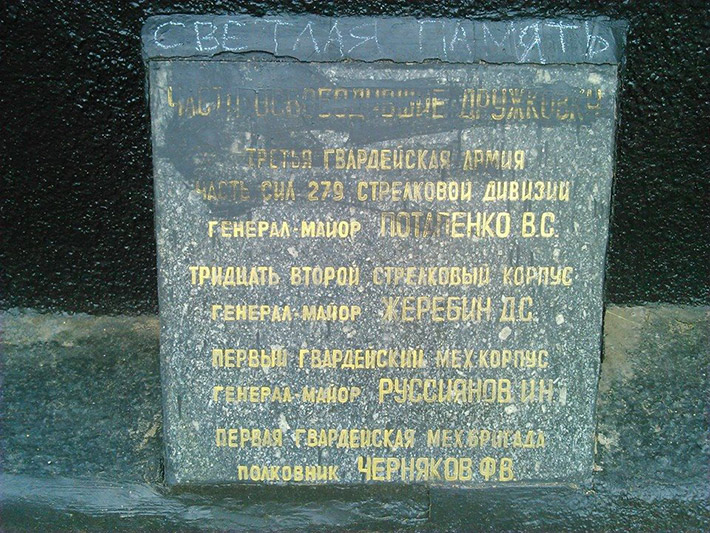 СВЕТЛАЯ ПАМЯТЬ
ЧАСТИ ОСВОБОДИВШИЕ ДРУЖКОВКУ
ТРЕТЬЯ ГВАРДЕЙСКАЯ АРМИЯ
ЧАСТЬ СИЛ 279 СТРЕЛКОВОЙ ДИВИЗИИ
ГЕНЕРАЛ-МАЙОР ПОТАПЕНКО В.С.
ТРИДЦАТЬ ВТОРОЙ СТРЕЛКОВЫЙ КОРПУС
ГЕНЕРАЛ-МАЙОР ЖЕРЕБИН Д.С.
ПЕРВЫЙ ГВАРДЕЙСКИЙ МЕХ.КОРПУС
ГЕНЕРАЛ-МАЙОР РУССИЯНОВ И.Н
ПЕРВАЯ ГВАРДЕЙСКАЯ МЕХ.БРИГАДА
ПОЛКОВНИК ЧЕРНЯКОВ Ф.В.